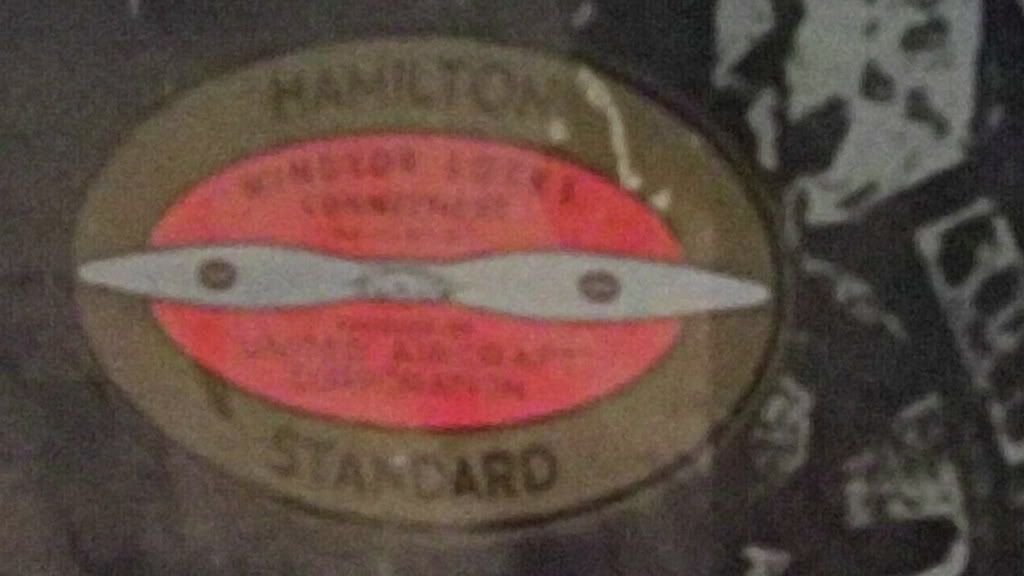 HAMILTON
WINDSOR LOCKS
CONNECTICUT
DIVISION OF
UNITED AIRCRAFT
CORPORATION
STANDARD